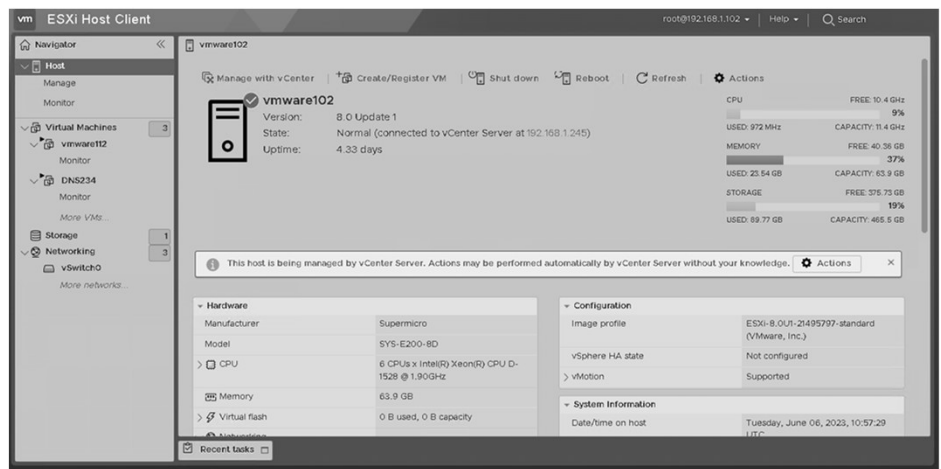 vm ESXi Host Client
root@192.168.1.102 Help Search
Navigator
vmware102
Host
Manage
Monitor
Virtual Machines 3
vmware112
Monitor
DNS234
Monitor
More VMs...
Storage 1
Networking 3
vSwitch0
More networks...
Manage with vCenter Create/Register VM Shut down Reboot Refresh Actions
vmware102
Version: 8.0 Update 1
State: Normal (connected to vCenter Server at 192.168.1.245)
Uptime: 4.33 days
CPU FREE: 10.4 GHz
9%
USED: 972 MHz CAPACITY: 11.4 GHz
MEMORY FREE: 40.36 GB
37%
USED: 23.54 GB CAPACITY: 63.9 GB
STORAGE FREE: 375.73 GB
19%
USED: 89.77 GB CAPACITY: 465.5 GB
This host is being managed by vCenter Server. Actions may be performed automatically by vCenter Server without your knowledge. Actions
Hardware
Manufacturer Supermicro
Model SYS-E200-8D
CPU 6 CPUs x Intel(R) Xeon(R) CPU D-
1528 @ 1.90GHz
Memory 63.9 GB
Virtual flash 0 B used, 0 B capacity
Networking
Configuration
Image profile ESXi-8.0U1-21495797-standard
(VMware, Inc.)
vSphere HA state Not configured
vMotion Supported
System Information
Date/time on host Tuesday, June 06, 2023, 10:57:29
UTC
Recent tasks